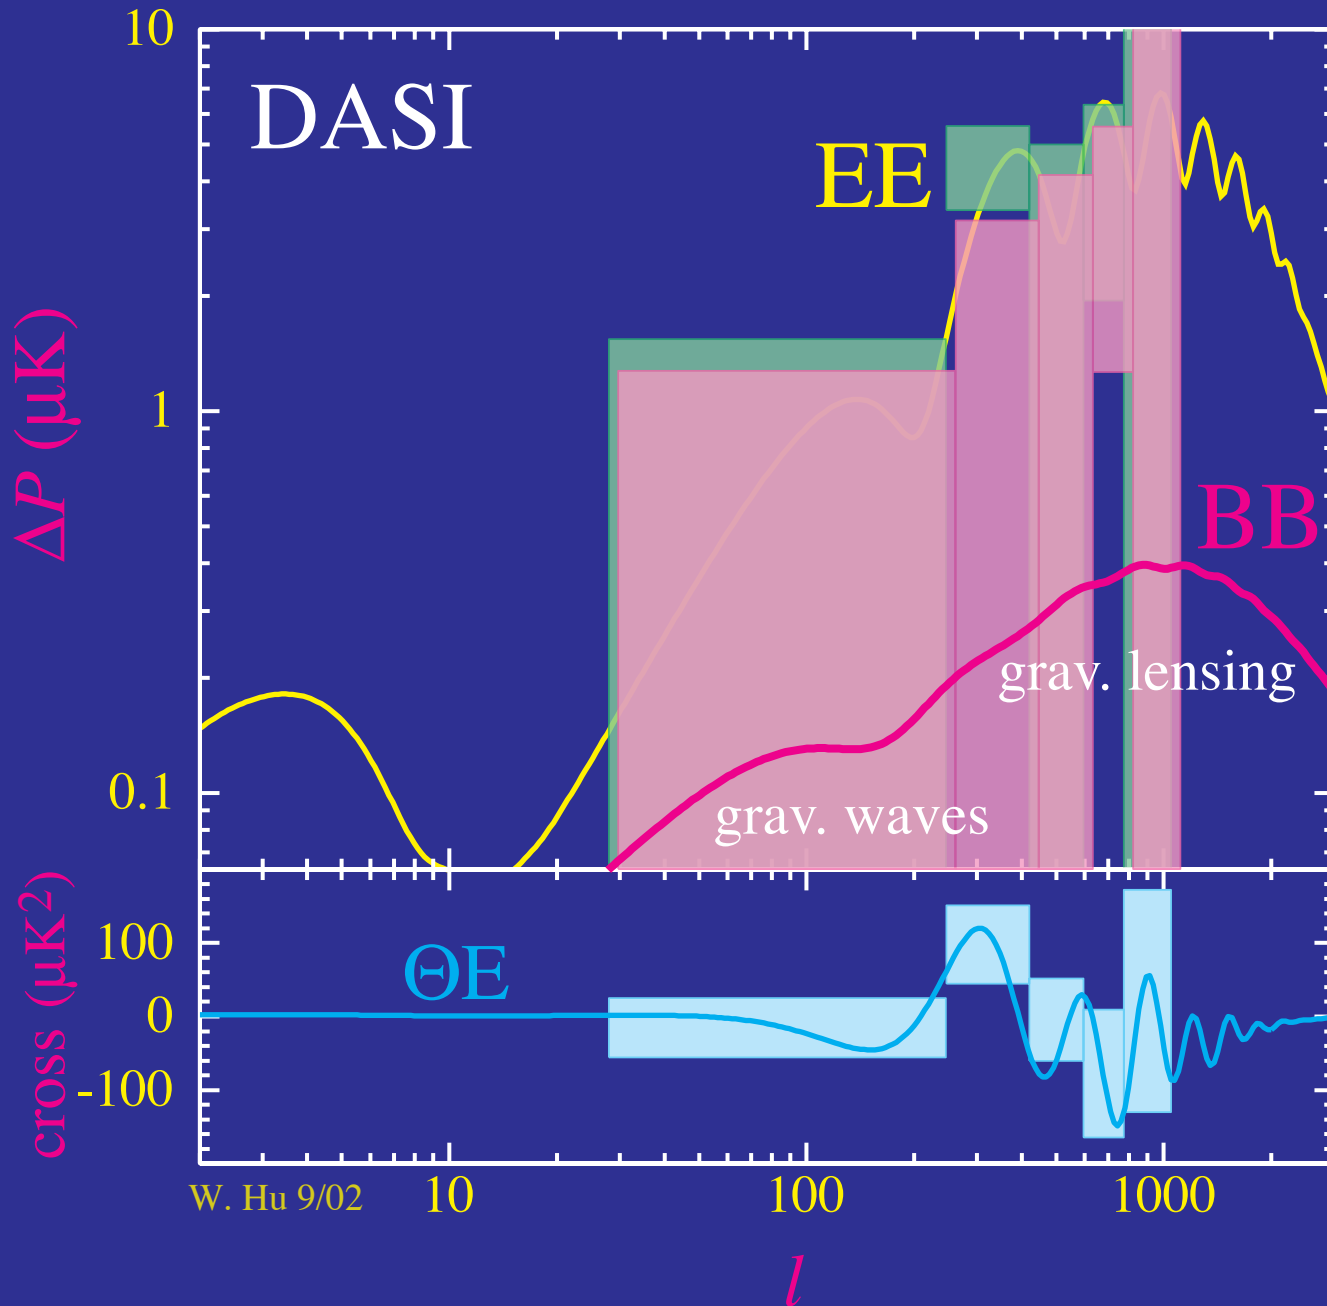 10
DASI
EE
ΔP (μK)
1
BB
grav. lensing
0.1
grav. waves
cross (μK2)
100
ΘE
0
-100
W. Hu 9/02
10
100
1000
l